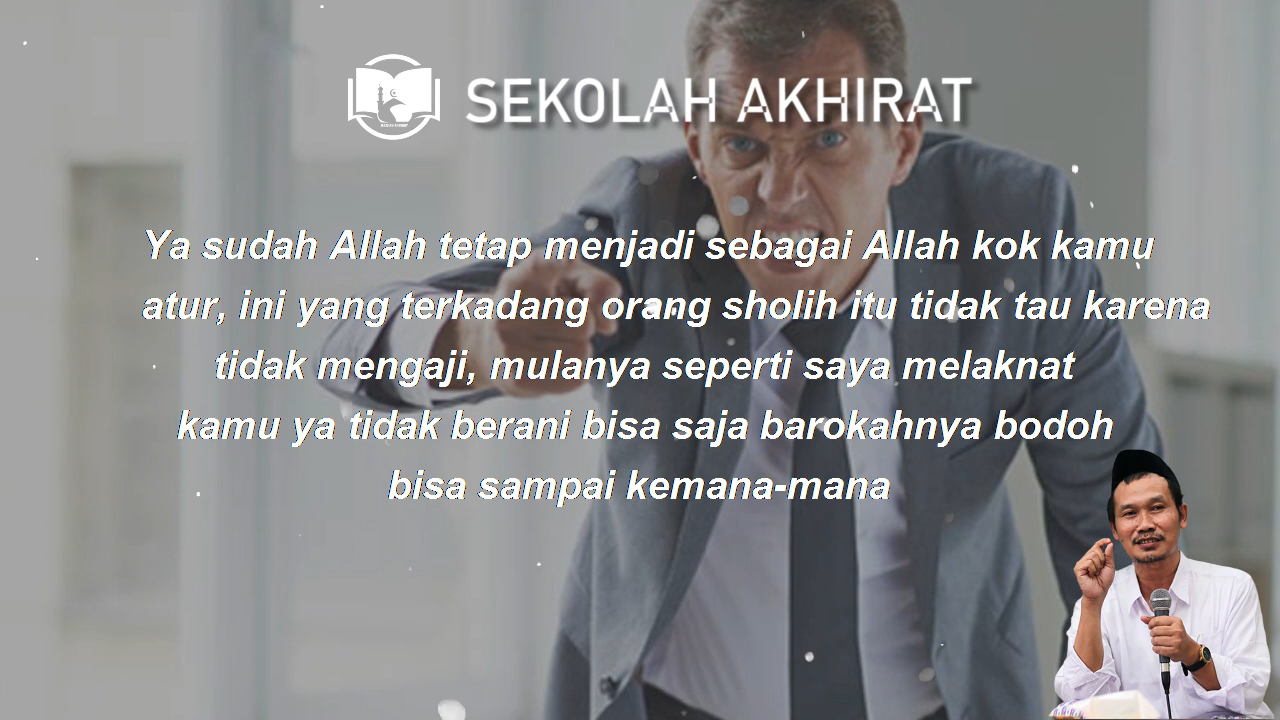 SEKOLAH AKHIRAT
Ya sudah Allah tetap menjadi sebagai Allah kok kamu
atur, ini yang terkadang orang sholih itu tidak tau karena
tidak mengaji, mulanya seperti saya melaknat
kamu ya tidak berani bisa saja barokahnya bodoh
bisa sampai kemana-mana